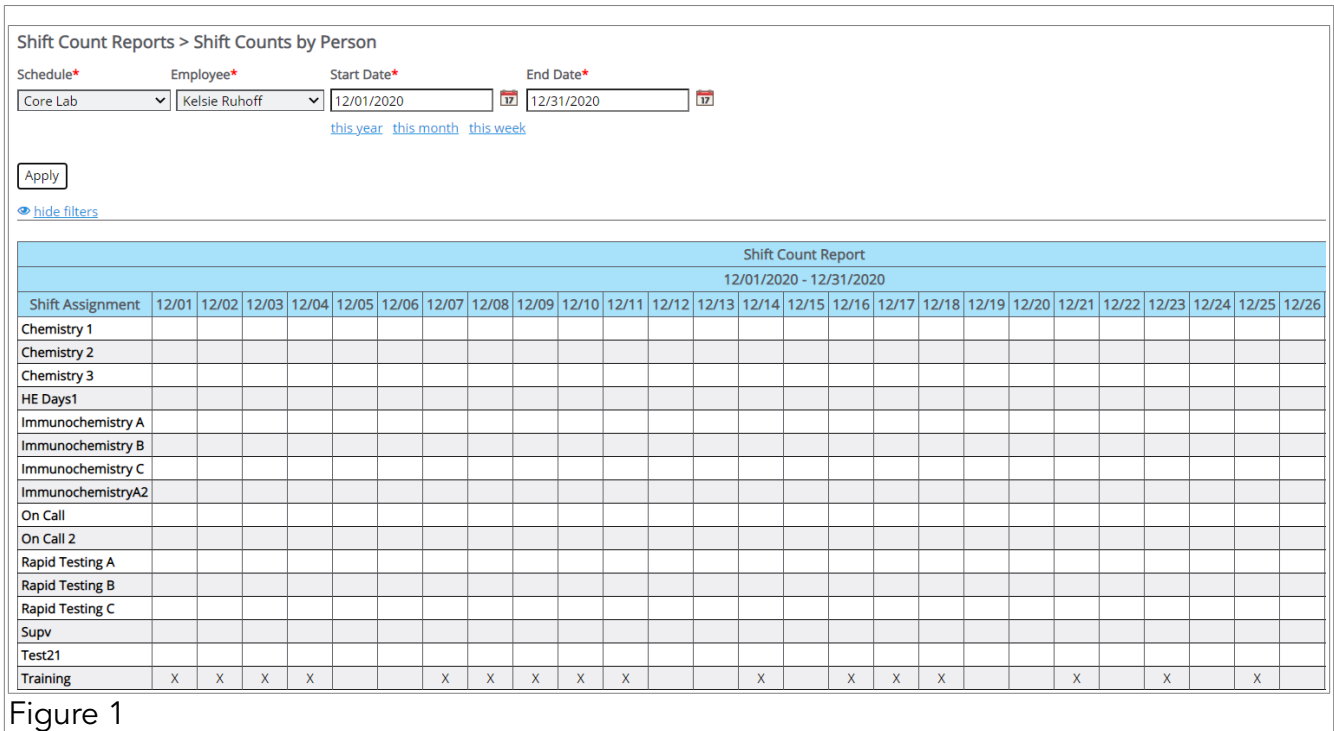 Shift Count Reports > Shift Counts by Person
Schedule* Employee* Start Date* End Date*
Core Lab Kelsie Ruhoff 12/01/2020 17 12/31/2020 17
this year this month this week
Apply
hide filters
Shift Count Report
12/01/2020 - 12/31/2020
Shift Assignment 12/01 12/02 12/03 12/04 12/05 12/06 12/07 12/08 12/09 12/10 12/11 12/12 12/13 12/14 12/15 12/16 12/17 12/18 12/19 12/20 12/21 12/22 12/23 12/24 12/25 12/26
Chemistry 1
Chemistry 2
Chemistry 3
HE Days1
Immunochemistry A
Immunochemistry B
Immunochemistry C
ImmunochemistryA2
On Call
On Call 2
Rapid Testing A
Rapid Testing B
Rapid Testing C
Supv
Test21
Training X X X X X X X X X X X X X X X X
Figure 1